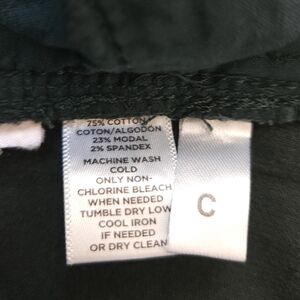 75% COTTON/
COTON/ALGODÓN
23% MODAL
2% SPANDEX
MACHINE WASH
COLD
ONLY NON-
CHLORINE BLEACH
WHEN NEEDED
TUMBLE DRY LOW
COOL IRON
IF NEEDED
OR DRY CLEAN
C